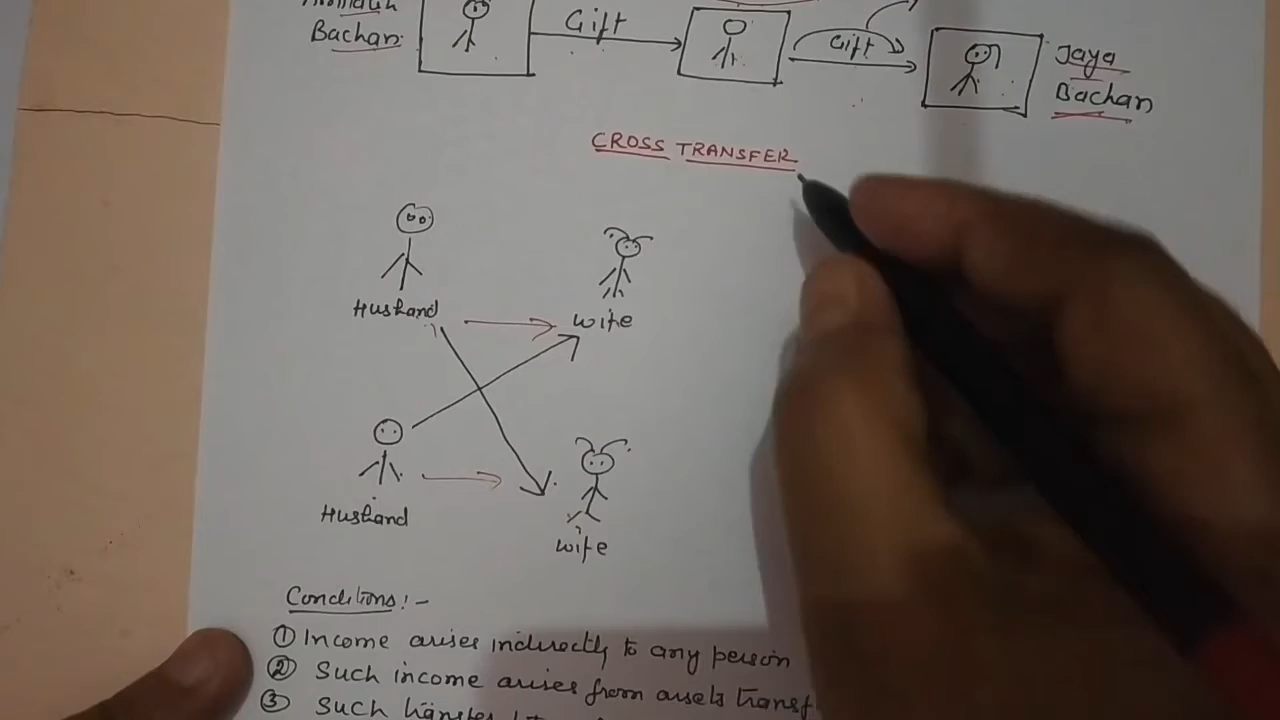 Bachan
Gift
Gift
Jaya
Bachan
CROSS TRANSFER
Husband
wife
Husband
wife
Conditions:-
① Income arises indirectly to any person
② Such income arises from assets transf
③ Such